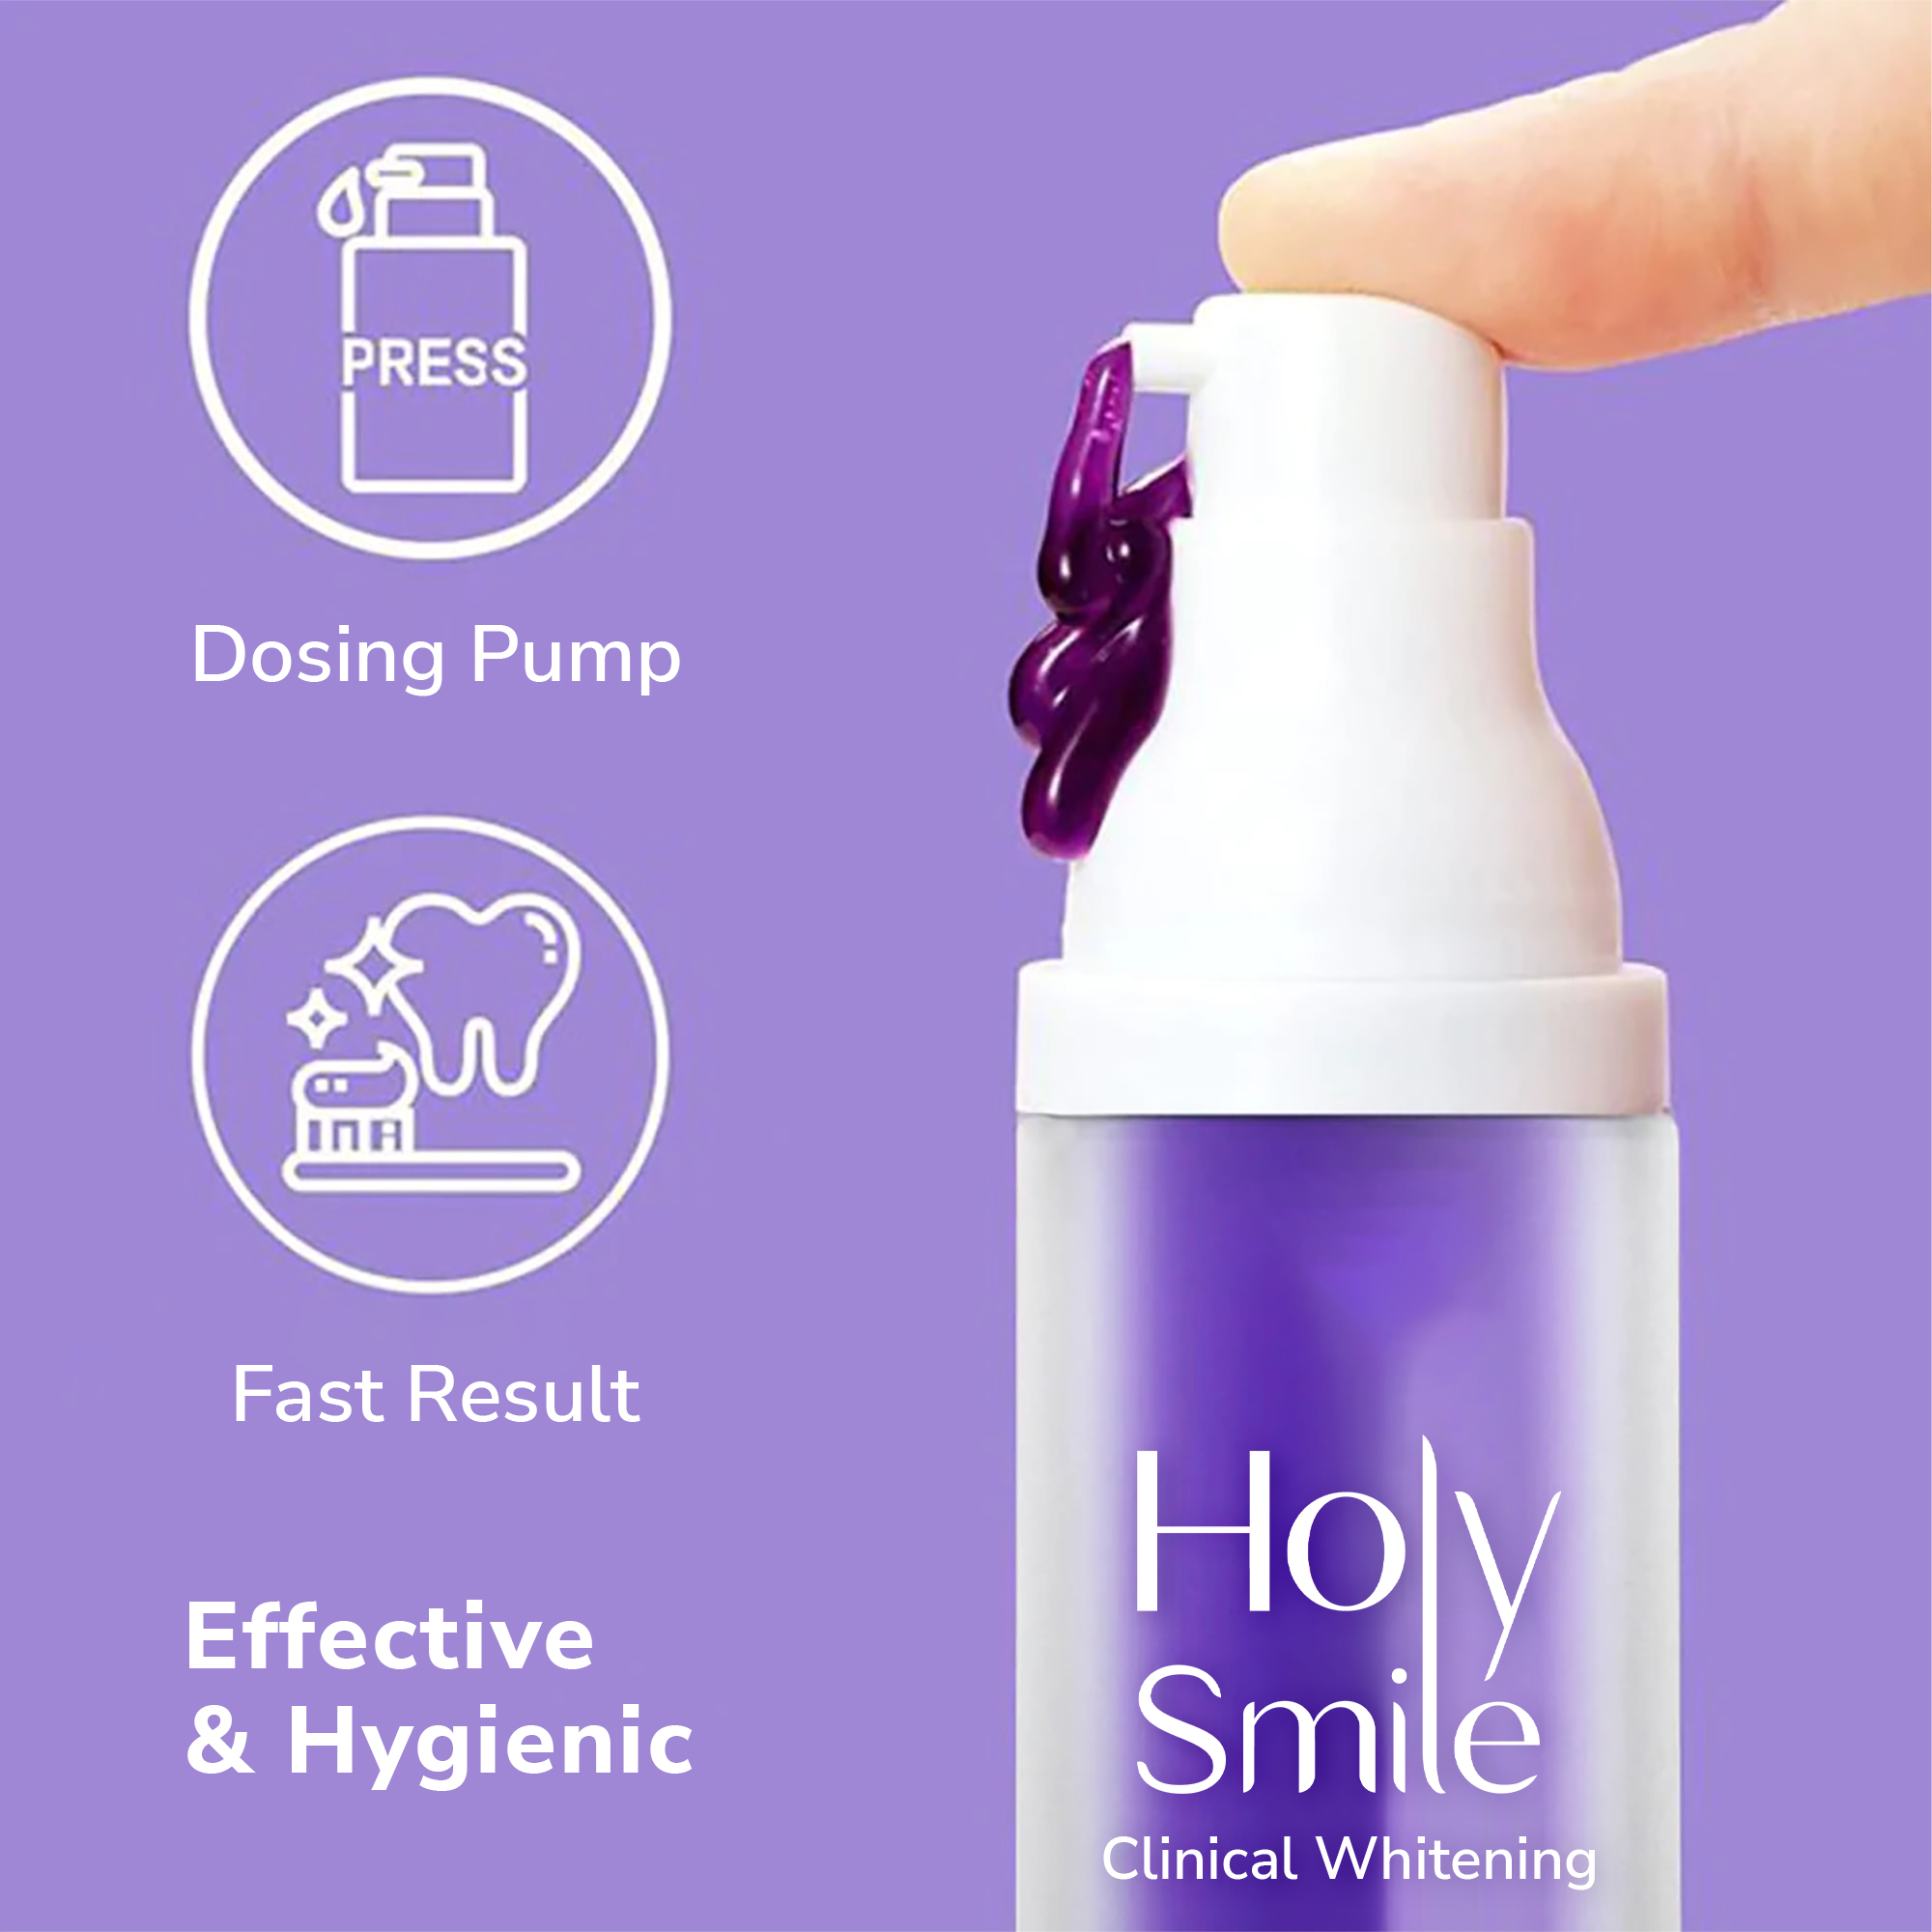 PRESS
Dosing Pump
Fast Result
Effective
& Hygienic
Holy
Smile
Clinical Whitening